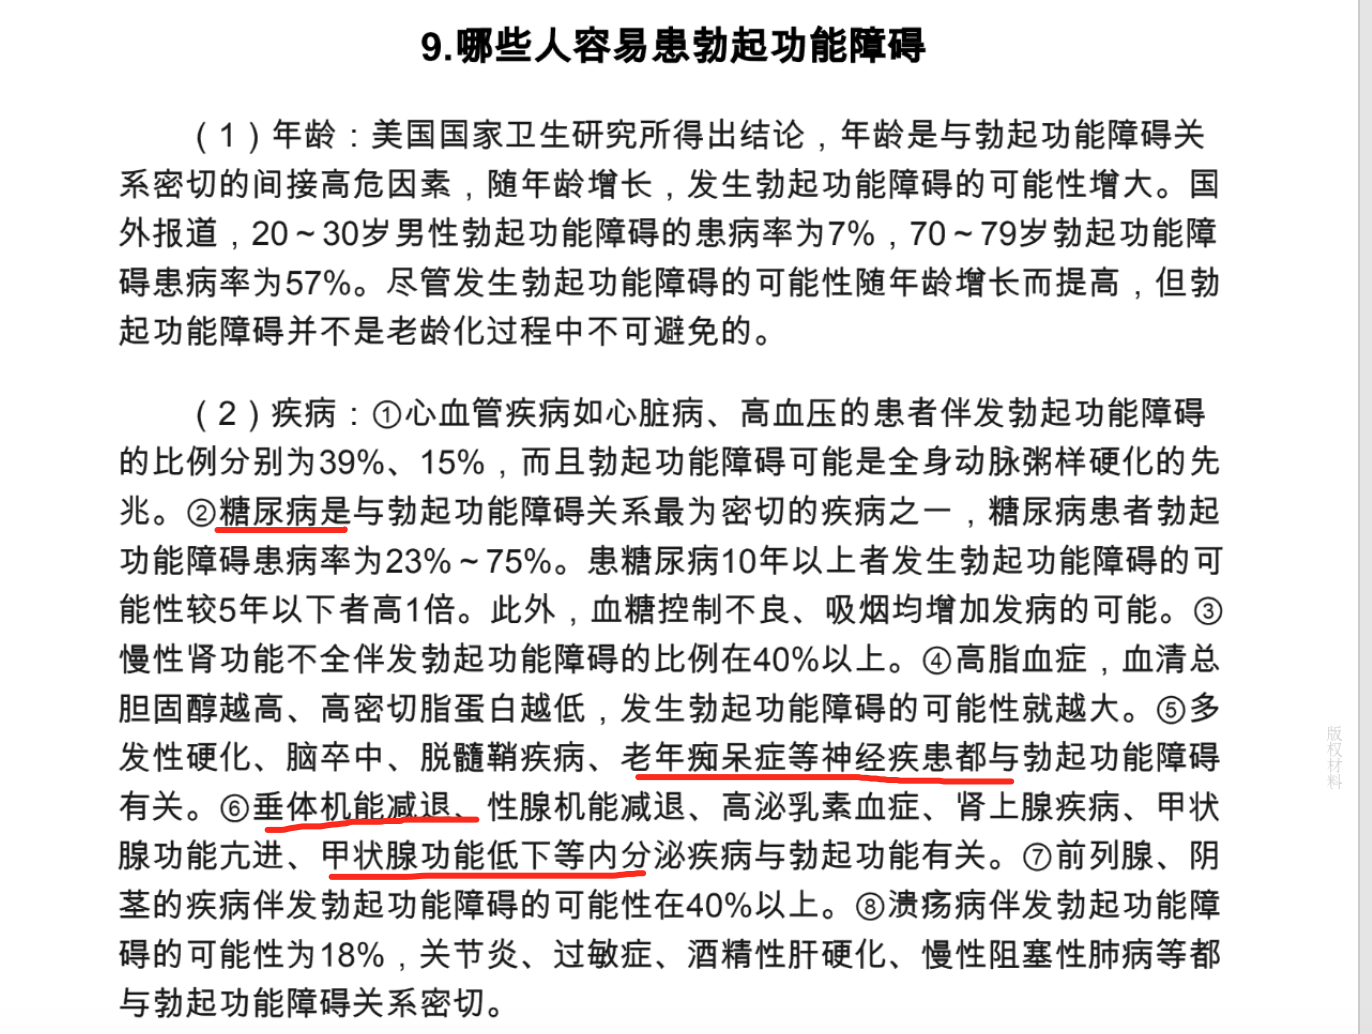 9.哪些人容易患勃起功能障碍
（1）年龄：美国国家卫生研究所得出结论，年龄是与勃起功能障碍关
系密切的间接高危因素，随年龄增长，发生勃起功能障碍的可能性增大。国
外报道，20～30岁男性勃起功能障碍的患病率为7%，70～79岁勃起功能障
碍患病率为57%。尽管发生勃起功能障碍的可能性随年龄增长而提高，但勃
起功能障碍并不是老龄化过程中不可避免的。
（2）疾病：①心血管疾病如心脏病、高血压的患者伴发勃起功能障碍
的比例分别为39%、15%，而且勃起功能障碍可能是全身动脉粥样硬化的先
兆。②糖尿病是与勃起功能障碍关系最为密切的疾病之一，糖尿病患者勃起
功能障碍患病率为23%～75%。患糖尿病10年以上者发生勃起功能障碍的可
能性较5年以下者高1倍。此外，血糖控制不良、吸烟均增加发病的可能。③
慢性肾功能不全伴发勃起功能障碍的比例在40%以上。④高脂血症，血清总
胆固醇越高、高密切脂蛋白越低，发生勃起功能障碍的可能性就越大。⑤多
发性硬化、脑卒中、脱髓鞘疾病、老年痴呆症等神经疾患都与勃起功能障碍
有关。⑥垂体机能减退、性腺机能减退、高泌乳素血症、肾上腺疾病、甲状
腺功能亢进、甲状腺功能低下等内分泌疾病与勃起功能有关。⑦前列腺、阴
茎的疾病伴发勃起功能障碍的可能性在40%以上。⑧溃疡病伴发勃起功能障
碍的可能性为18%，关节炎、过敏症、酒精性肝硬化、慢性阻塞性肺病等都
与勃起功能障碍关系密切。
版权材料